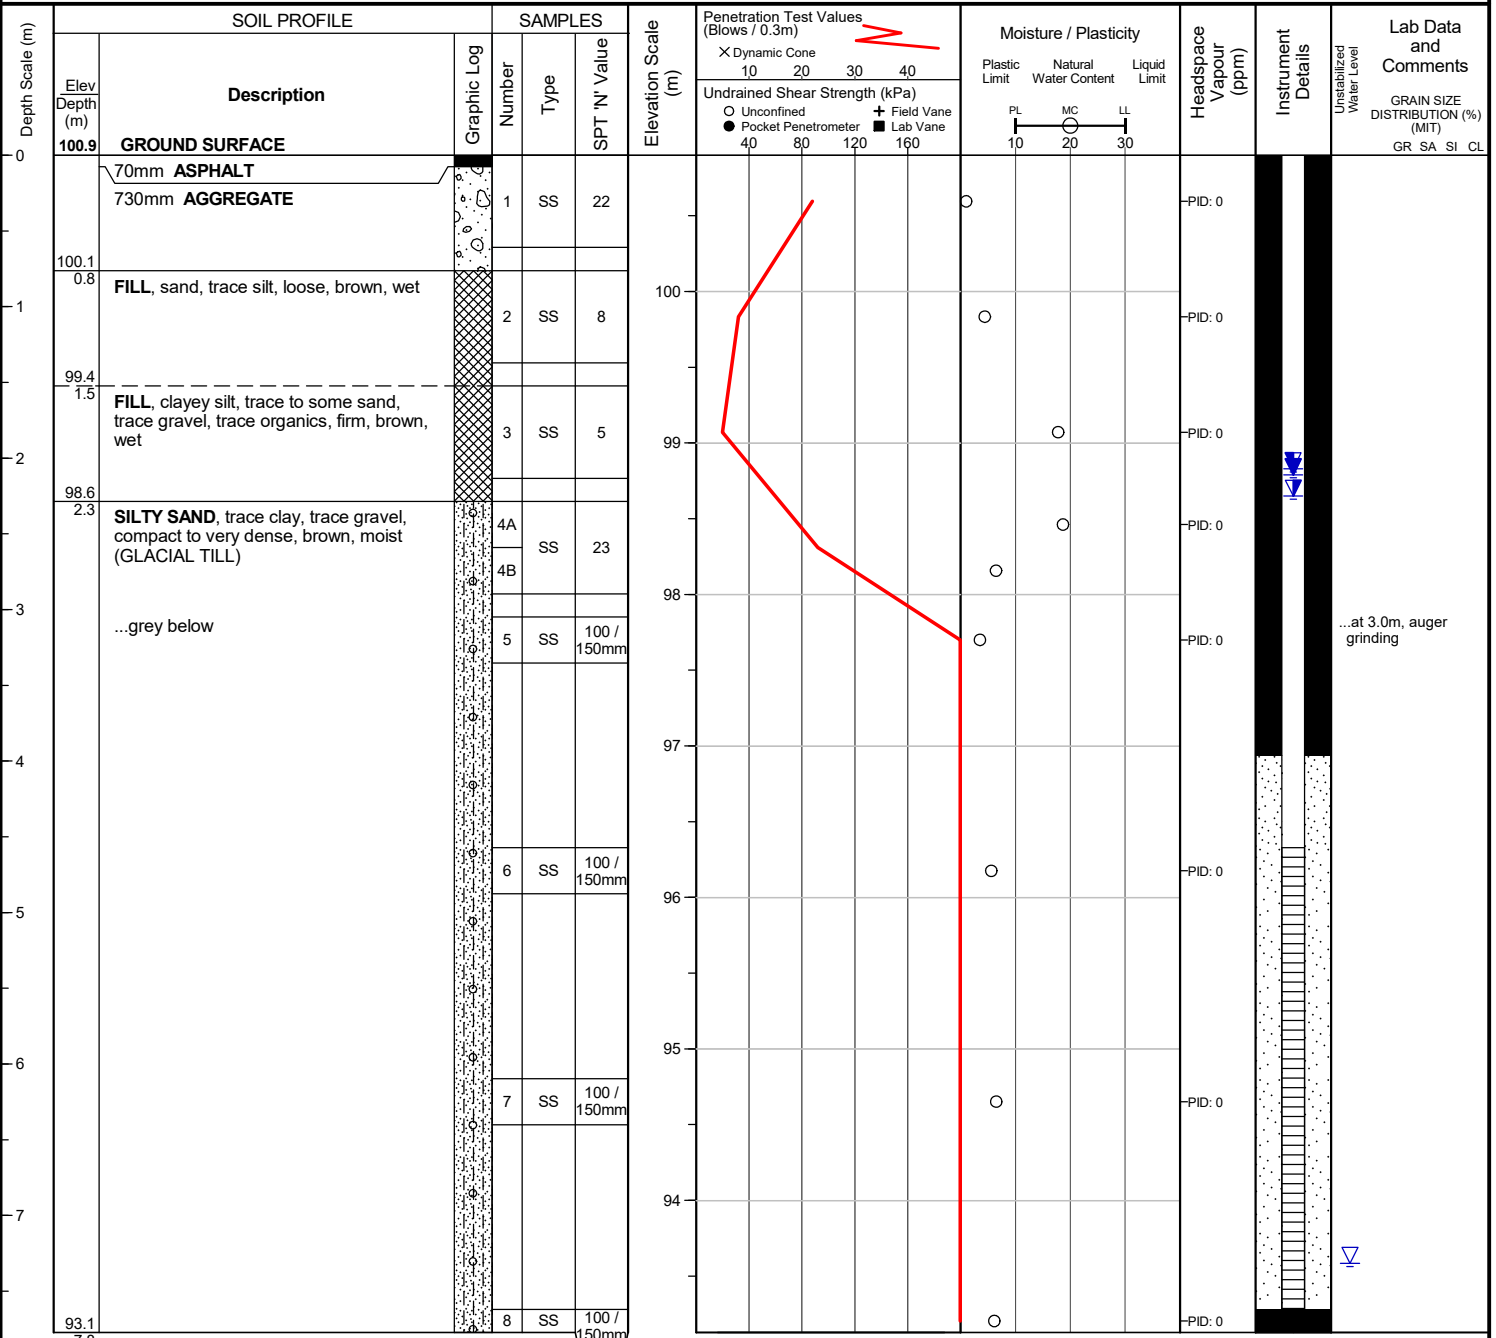 SOIL PROFILE
SAMPLES
Depth Scale (m)
Elev
Depth
(m)
Description
Graphic Log
Number
Type
SPT 'N' Value
Elevation Scale
(m)
Penetration Test Values
(Blows / 0.3m)
× Dynamic Cone
10 20 30 40
Undrained Shear Strength (kPa)
Unconfined
Field Vane
Pocket Penetrometer
Lab Vane
40 80 120 160
Moisture / Plasticity
Plastic
Limit
Natural
Water Content
Liquid
Limit
PL MC LL
10 20 30
Headspace
Vapour
(ppm)
Instrument
Details
Unstabilized
Water Level
Lab Data
and
Comments
GRAIN SIZE
DISTRIBUTION (%)
(MIT)
GR SA SI CL
100.9 GROUND SURFACE
0
70mm ASPHALT
730mm AGGREGATE
1 SS 22
PID: 0
100.1
0.8
FILL, sand, trace silt, loose, brown, wet
100
1
2 SS 8
PID: 0
99.4
1.5
FILL, clayey silt, trace to some sand,
trace gravel, trace organics, firm, brown,
wet
3 SS 5
PID: 0
99
2
98.6
2.3
SILTY SAND, trace clay, trace gravel,
compact to very dense, brown, moist
(GLACIAL TILL)
4A
SS 23
4B
PID: 0
98
3
...grey below
5 SS 100 /
150mm
PID: 0
...at 3.0m, auger
grinding
97
4
6 SS 100 /
150mm
PID: 0
96
5
95
6
7 SS 100 /
150mm
PID: 0
94
7
93.1
8 SS 100 /
150mm
PID: 0